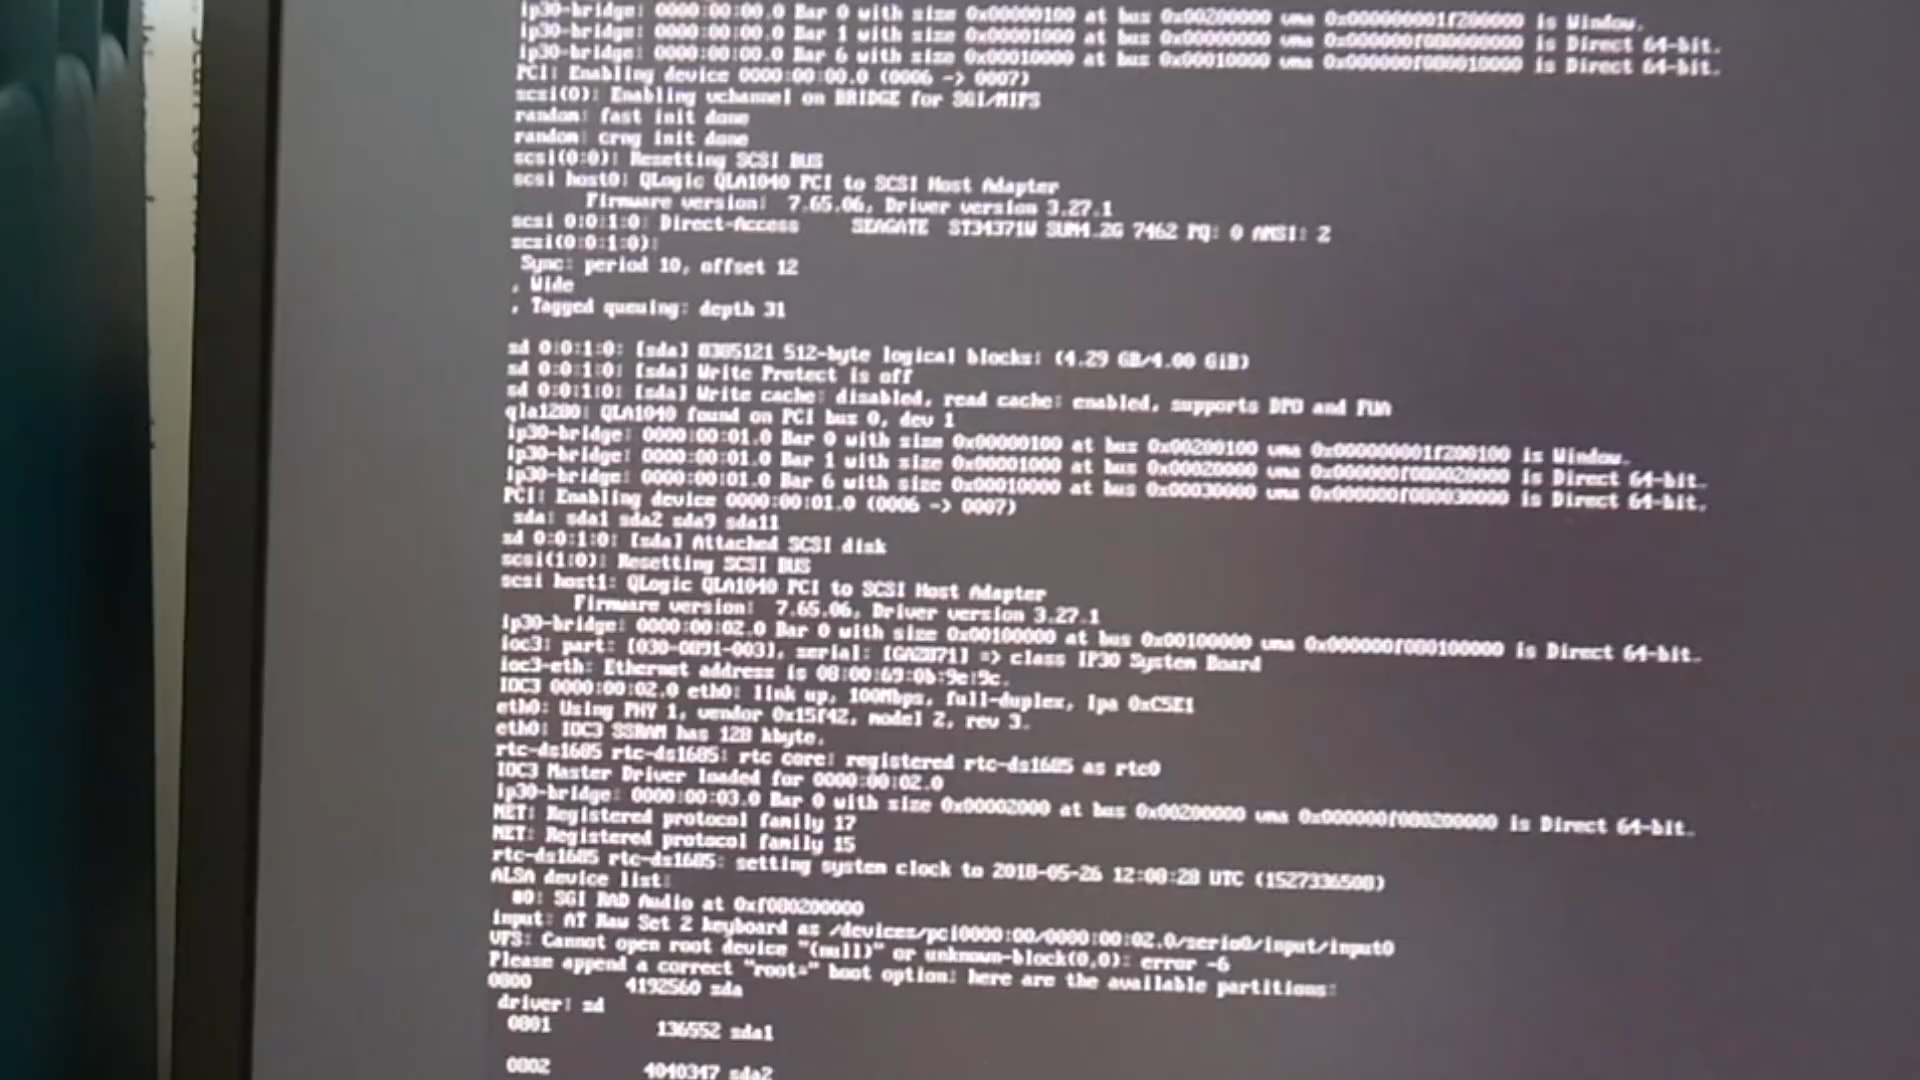 ip30-bridge: 0000:00:00.0 Bar 0 with size 0x00000100 at bus 0x00200000 vma 0x000000001f200000 is Window.
ip30-bridge: 0000:00:00.0 Bar 1 with size 0x00001000 at bus 0x00000000 vma 0x000000f080000000 is Direct 64-bit.
ip30-bridge: 0000:00:00.0 Bar 6 with size 0x00010000 at bus 0x00010000 vma 0x000000f080010000 is Direct 64-bit.
PCI: Enabling device 0000:00:00.0 (0006 -> 0007)
scsi(0): Enabling vchannel on BRIDGE for SGI/MIPS
random: fast init done
random: crng init done
scsi(0:0): Resetting SCSI BUS
scsi host0: QLogic QLA1040 PCI to SCSI Host Adapter
Firmware version: 7.65.06, Driver version 3.27.1
scsi 0:0:1:0: Direct-Access SEAGATE ST34371W SUN4.2G 7462 PQ: 0 ANSI: 2
scsi(0:0:1:0):
Sync: period 10, offset 12
, Wide
, Tagged queuing: depth 31
sd 0:0:1:0: [sda] 8385121 512-byte logical blocks: (4.29 GB/4.00 GiB)
sd 0:0:1:0: [sda] Write Protect is off
sd 0:0:1:0: [sda] Write cache: disabled, read cache: enabled, supports DPO and FUA
qla1280: QLA1040 found on PCI bus 0, dev 1
ip30-bridge: 0000:00:01.0 Bar 0 with size 0x00000100 at bus 0x00200100 vma 0x000000001f200100 is Window.
ip30-bridge: 0000:00:01.0 Bar 1 with size 0x00001000 at bus 0x00020000 vma 0x000000f080020000 is Direct 64-bit.
ip30-bridge: 0000:00:01.0 Bar 6 with size 0x00010000 at bus 0x00030000 vma 0x000000f080030000 is Direct 64-bit.
PCI: Enabling device 0000:00:01.0 (0006 -> 0007)
sda: sda1 sda2 sda9 sda11
sd 0:0:1:0: [sda] Attached SCSI disk
scsi(1:0): Resetting SCSI BUS
scsi host1: QLogic QLA1040 PCI to SCSI Host Adapter
Firmware version: 7.65.06, Driver version 3.27.1
ip30-bridge: 0000:00:02.0 Bar 0 with size 0x00100000 at bus 0x00100000 vma 0x000000f080100000 is Direct 64-bit.
ioc3: part: [030-0891-003], serial: [GAZ871] => class IP30 System Board
ioc3-eth: Ethernet address is 08:00:69:0b:9e:9c.
IOC3 0000:00:02.0 eth0: link up, 100Mbps, full-duplex, lpa 0xC5E1
eth0: Using PHY 1, vendor 0x15f42, model 2, rev 3.
eth0: IOC3 SSRAM has 128 kbyte.
rtc-ds1685 rtc-ds1685: rtc core: registered rtc-ds1685 as rtc0
IOC3 Master Driver loaded for 0000:00:02.0
ip30-bridge: 0000:00:03.0 Bar 0 with size 0x00002000 at bus 0x00200000 vma 0x000000f080200000 is Direct 64-bit.
NET: Registered protocol family 17
NET: Registered protocol family 15
rtc-ds1685 rtc-ds1685: setting system clock to 2018-05-26 12:08:28 UTC (1527336508)
ALSA device list:
#0: SGI RAD Audio at 0xf080200000
input: AT Raw Set 2 keyboard as /devices/pci0000:00/0000:00:02.0/serio0/input/input0
VFS: Cannot open root device "(null)" or unknown-block(0,0): error -6
Please append a correct "root=" boot option; here are the available partitions:
0800 4192560 sda
driver: sd
0801 136552 sda1
0802 4040347 sda2